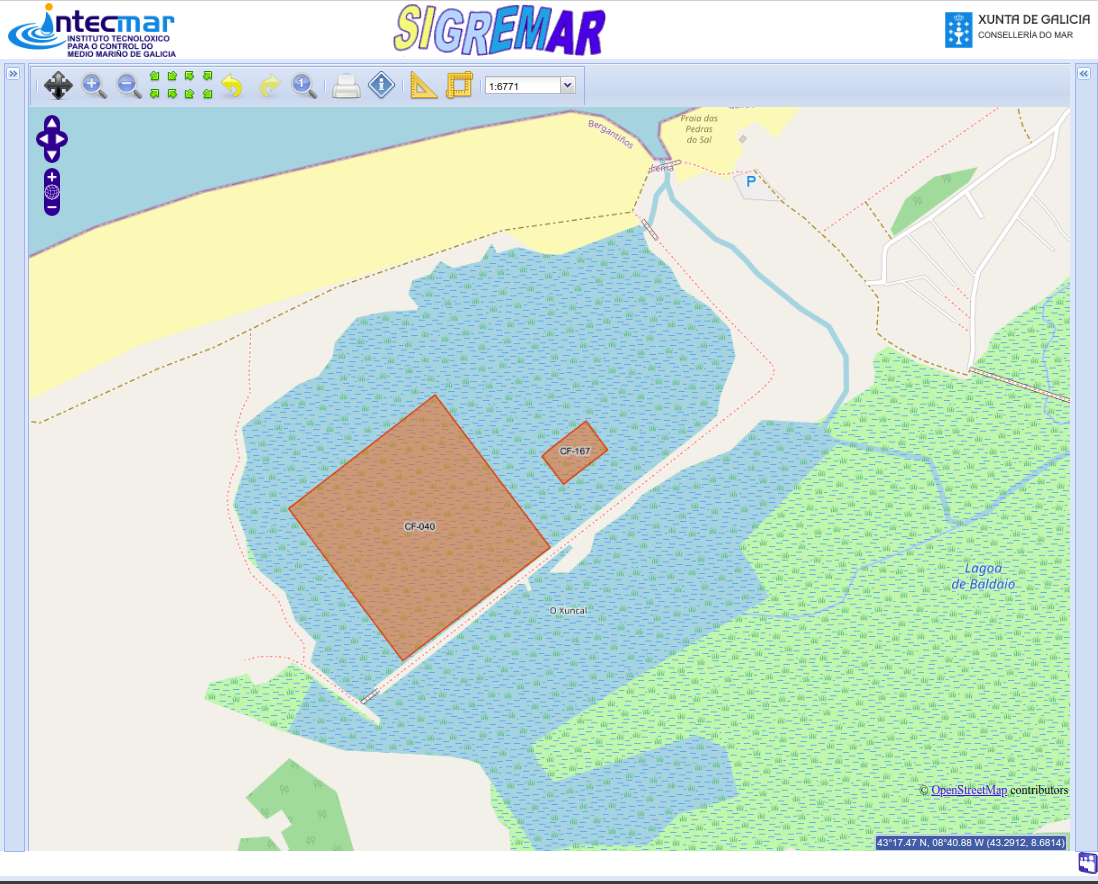 intecmar
INSTITUTO TECNOLOXICO
PARA O CONTROL DO
MEDIO MARIÑO DE GALICIA
SIGREMAR
XUNTA DE GALICIA
CONSELLERÍA DO MAR
1
1:6771
Bergantiños
Lema
Praia das
Pedras
do Sal
P
CF-167
CF-040
O Xuncal
Lagoa
de Baldaio
© OpenStreetMap contributors
43°17.47 N, 08°40.88 W (43.2912, 8.6814)